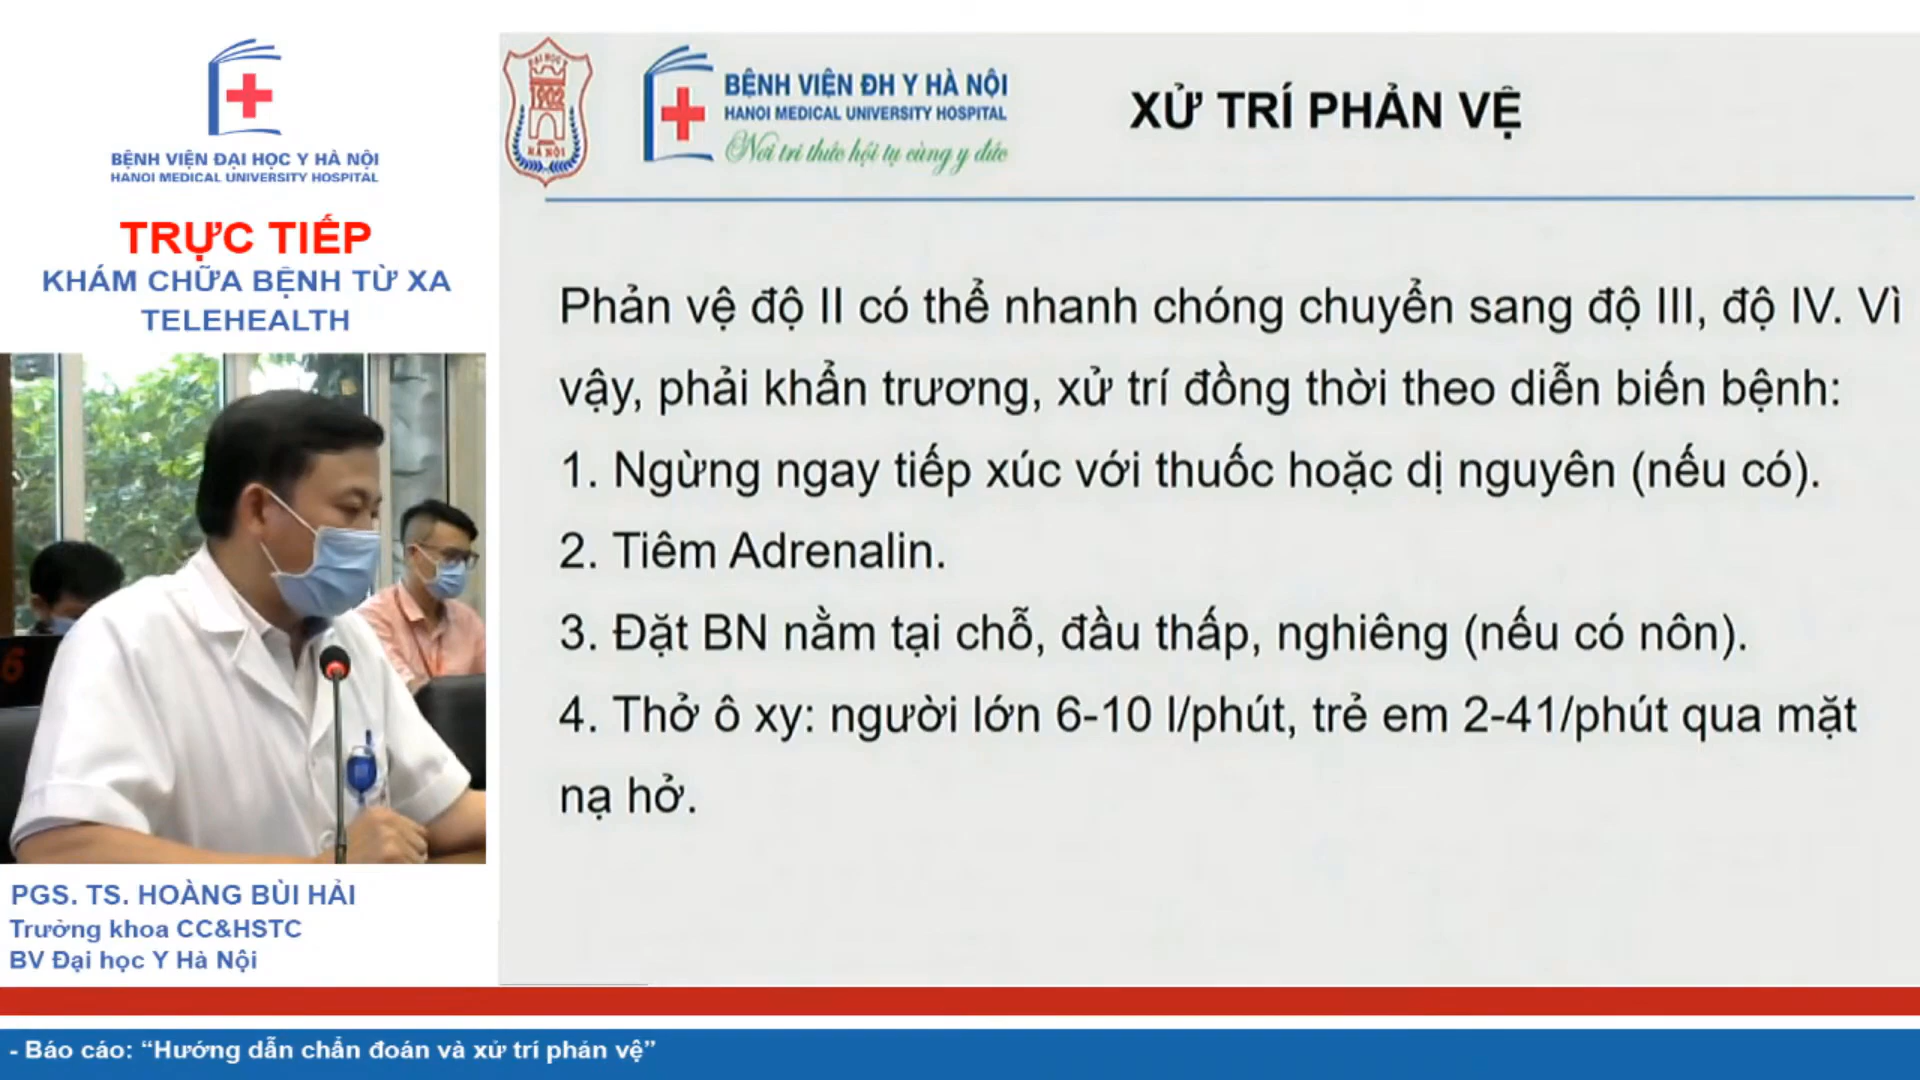 BỆNH VIỆN ĐẠI HỌC Y HÀ NỘI
HANOI MEDICAL UNIVERSITY HOSPITAL
TRỰC TIẾP
KHÁM CHỮA BỆNH TỪ XA
TELEHEALTH
6
PGS. TS. HOÀNG BÙI HẢI
Trưởng khoa CC&HSTC
BV Đại học Y Hà Nội
ĐẠI HỌC Y
1902
HÀ NỘI
BỆNH VIỆN ĐH Y HÀ NỘI
HANOI MEDICAL UNIVERSITY HOSPITAL
Nơi tri thức hội tụ cùng y đức
XỬ TRÍ PHẢN VỆ
Phản vệ độ II có thể nhanh chóng chuyển sang độ III, độ IV. Vì
vậy, phải khẩn trương, xử trí đồng thời theo diễn biến bệnh:
1. Ngừng ngay tiếp xúc với thuốc hoặc dị nguyên (nếu có).
2. Tiêm Adrenalin.
3. Đặt BN nằm tại chỗ, đầu thấp, nghiêng (nếu có nôn).
4. Thở ô xy: người lớn 6-10 l/phút, trẻ em 2-41/phút qua mặt
nạ hở.
- Báo cáo: “Hướng dẫn chẩn đoán và xử trí phản vệ”